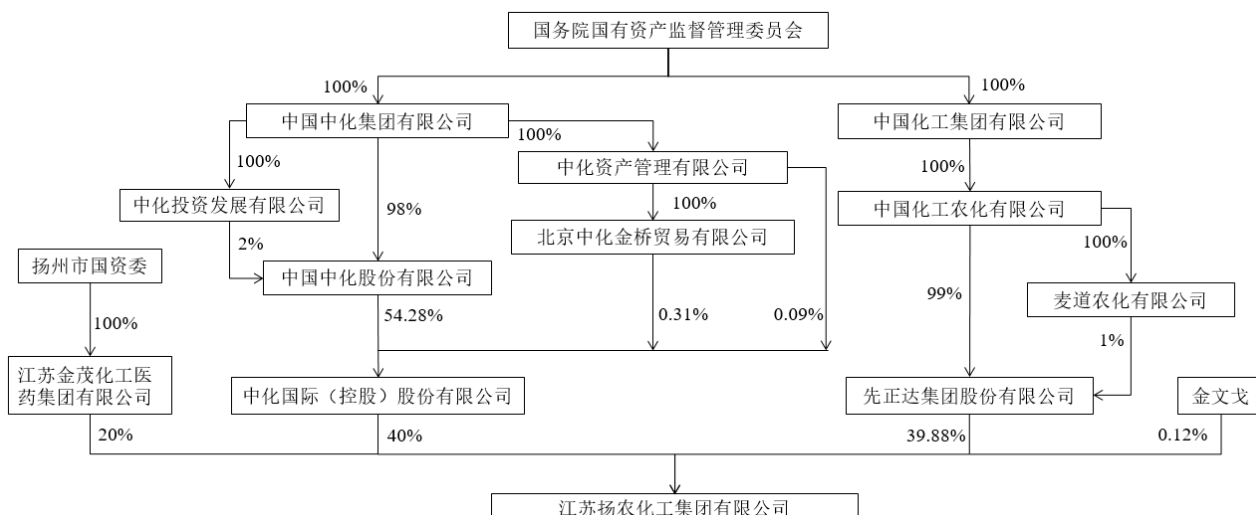 国务院国有资产监督管理委员会
100%
100%
中国中化集团有限公司
中国化工集团有限公司
100%
100%
中化资产管理有限公司
100%
中化投资发展有限公司
98%
100%
中国化工农化有限公司
北京中化金桥贸易有限公司
2%
100%
扬州市国资委
中国中化股份有限公司
99%
麦道农化有限公司
100%
54.28%
0.31%
0.09%
1%
江苏金茂化工医
药集团有限公司
中化国际（控股）股份有限公司
先正达集团股份有限公司
金文戈
20%
40%
39.88%
0.12%
江苏扬农化工集团有限公司